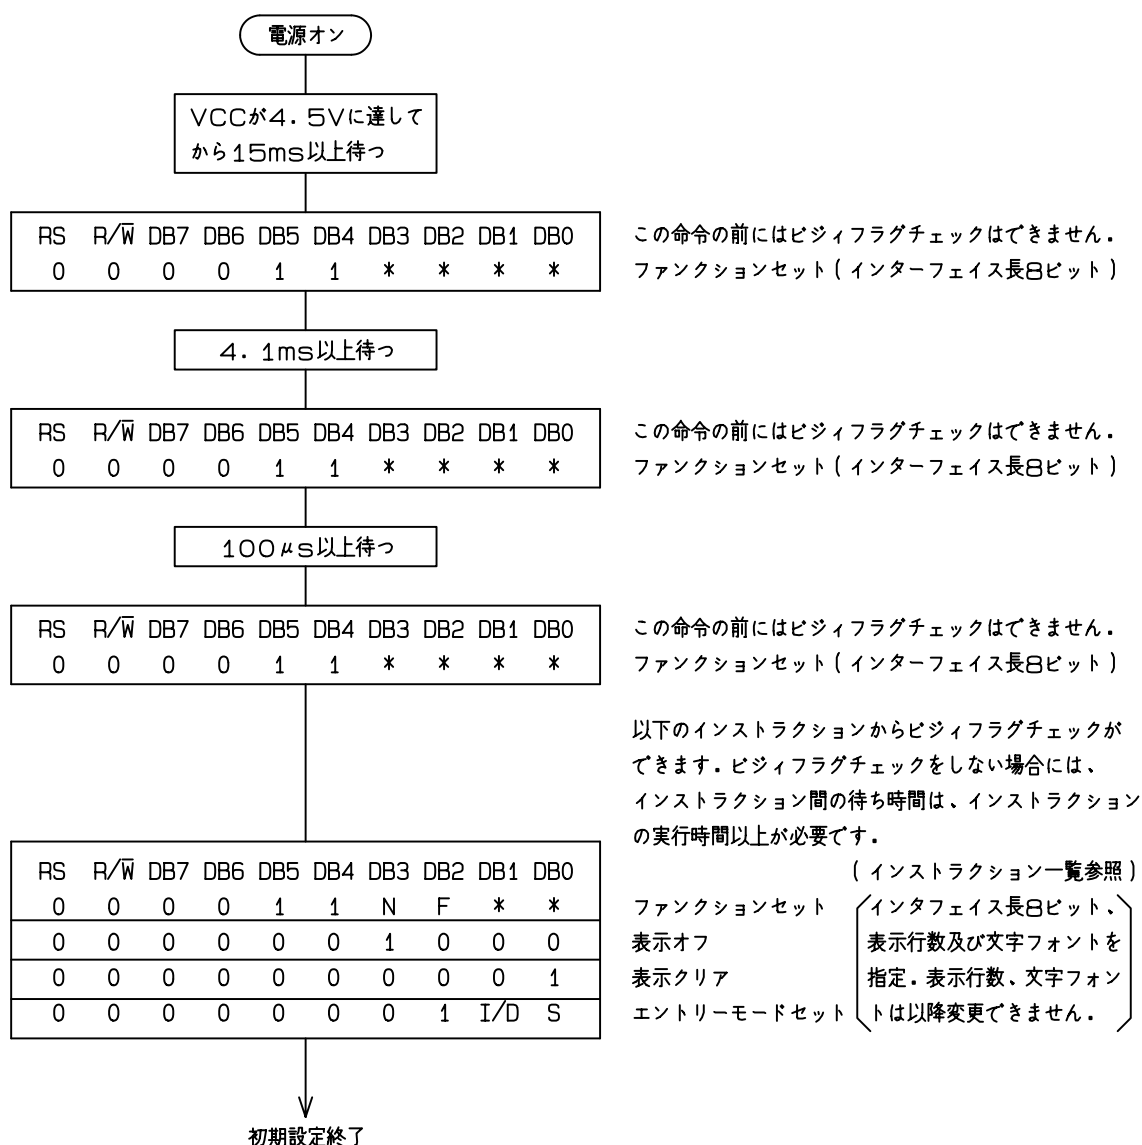 電源オン
VCCが4.5Vに達して
から15ms以上待つ
RS R/W̅ DB7 DB6 DB5 DB4 DB3 DB2 DB1 DB0
0 0 0 0 1 1 * * * *
この命令の前にはビジィフラグチェックはできません.
ファンクションセット(インターフェイス長8ビット)
4.1ms以上待つ
RS R/W̅ DB7 DB6 DB5 DB4 DB3 DB2 DB1 DB0
0 0 0 0 1 1 * * * *
この命令の前にはビジィフラグチェックはできません.
ファンクションセット(インターフェイス長8ビット)
100μs以上待つ
RS R/W̅ DB7 DB6 DB5 DB4 DB3 DB2 DB1 DB0
0 0 0 0 1 1 * * * *
この命令の前にはビジィフラグチェックはできません.
ファンクションセット(インターフェイス長8ビット)
以下のインストラクションからビジィフラグチェックが
できます.ビジィフラグチェックをしない場合には、
インストラクション間の待ち時間は、インストラクション
の実行時間以上が必要です.
(インストラクション一覧参照)
RS R/W̅ DB7 DB6 DB5 DB4 DB3 DB2 DB1 DB0
0 0 0 0 1 1 N F * *
0 0 0 0 0 0 1 0 0 0
0 0 0 0 0 0 0 0 0 1
0 0 0 0 0 0 0 1 I/D S
ファンクションセット
表示オフ
表示クリア
エントリーモードセット
インタフェイス長8ビット、
表示行数及び文字フォントを
指定.表示行数、文字フォン
トは以降変更できません.
初期設定終了